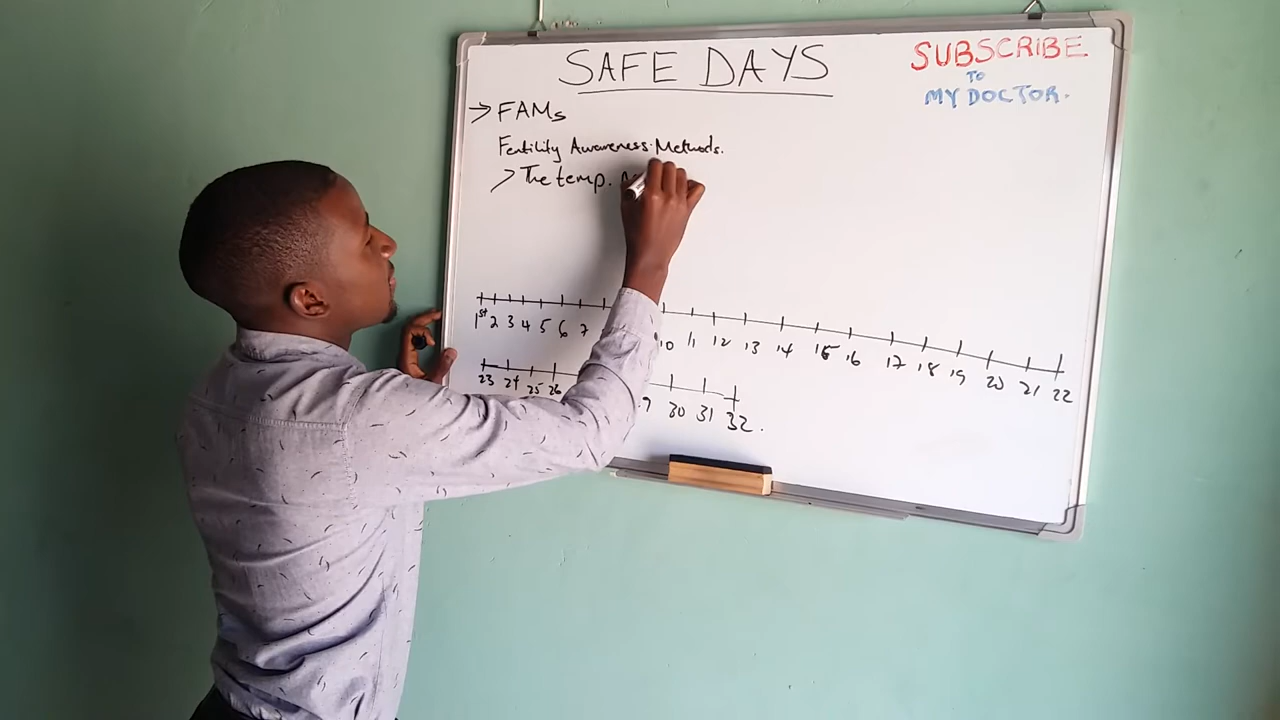 SAFE DAYS
SUBSCRIBE
TO
MY DOCTOR.
> FAMs
Fertility Awareness Methods.
> The temp.
1st 2 3 4 5 6 7 10 11 12 13 14 15 16 17 18 19 20 21 22
23 24 25 26 30 31 32.